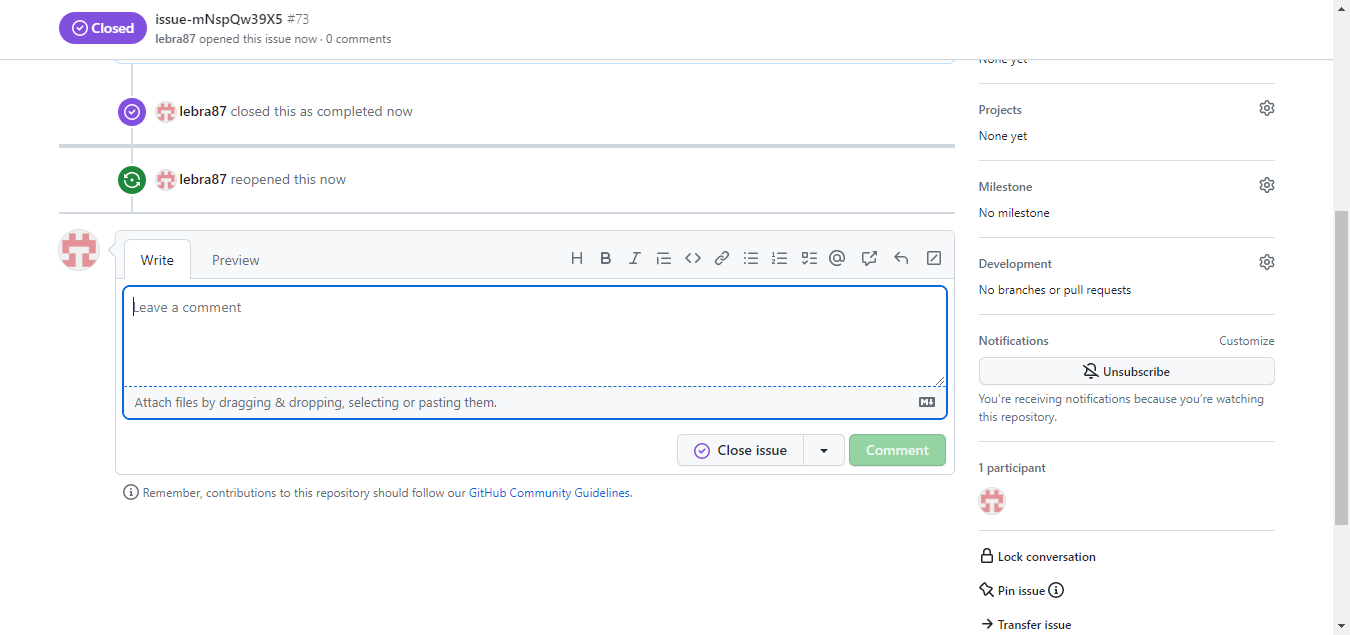 Closed
issue-mNspQw39X5 #73
lebra87 opened this issue now · 0 comments
None yet
lebra87 closed this as completed now
Projects
None yet
lebra87 reopened this now
Milestone
No milestone
Write
Preview
Development
No branches or pull requests
Leave a comment
Notifications
Customize
Unsubscribe
You're receiving notifications because you're watching
this repository.
Attach files by dragging & dropping, selecting or pasting them.
Close issue
Comment
1 participant
Remember, contributions to this repository should follow our GitHub Community Guidelines.
Lock conversation
Pin issue
Transfer issue